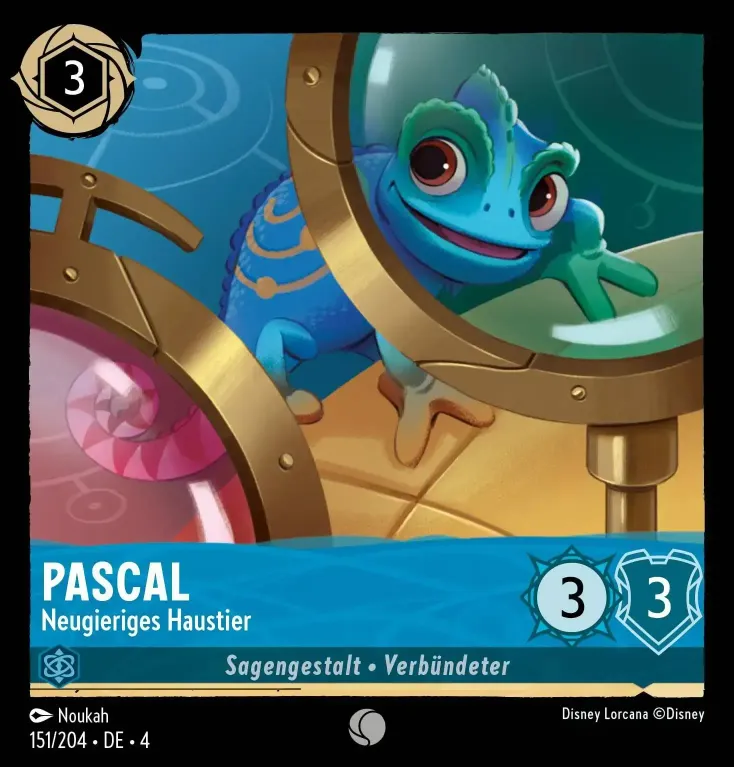 3
PASCAL
Neugieriges Haustier
3 3
Sagengestalt • Verbündeter
Noukah
Disney Lorcana ©Disney
151/204 • DE • 4